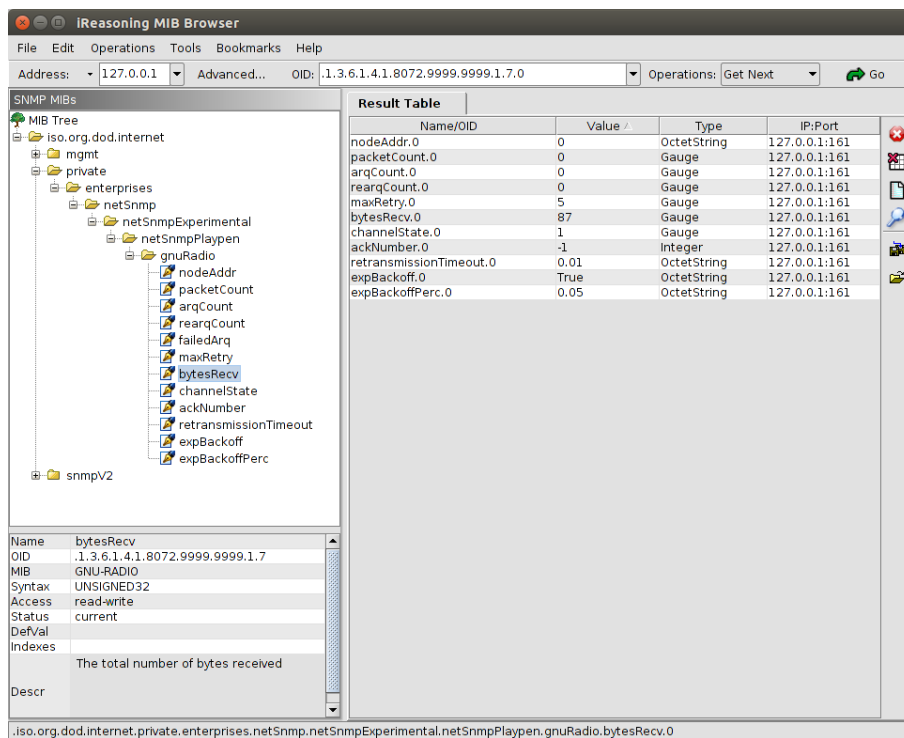 iReasoning MIB Browser
File Edit Operations Tools Bookmarks Help
Address: 127.0.0.1 Advanced... OID: .1.3.6.1.4.1.8072.9999.9999.1.7.0 Operations: Get Next Go
SNMP MIBs
MIB Tree
iso.org.dod.internet
mgmt
private
enterprises
netSnmp
netSnmpExperimental
netSnmpPlaypen
gnuRadio
nodeAddr
packetCount
arqCount
rearqCount
failedArq
maxRetry
bytesRecv
channelState
ackNumber
retransmissionTimeout
expBackoff
expBackoffPerc
snmpV2
Name bytesRecv
OID .1.3.6.1.4.1.8072.9999.9999.1.7
MIB GNU-RADIO
Syntax UNSIGNED32
Access read-write
Status current
DefVal
Indexes
The total number of bytes received
Descr
Result Table
Name/OID Value Type IP:Port
nodeAddr.0 0 OctetString 127.0.0.1:161
packetCount.0 0 Gauge 127.0.0.1:161
arqCount.0 0 Gauge 127.0.0.1:161
rearqCount.0 0 Gauge 127.0.0.1:161
maxRetry.0 5 Gauge 127.0.0.1:161
bytesRecv.0 87 Gauge 127.0.0.1:161
channelState.0 1 Gauge 127.0.0.1:161
ackNumber.0 -1 Integer 127.0.0.1:161
retransmissionTimeout.0 0.01 OctetString 127.0.0.1:161
expBackoff.0 True OctetString 127.0.0.1:161
expBackoffPerc.0 0.05 OctetString 127.0.0.1:161
.iso.org.dod.internet.private.enterprises.netSnmp.netSnmpExperimental.netSnmpPlaypen.gnuRadio.bytesRecv.0